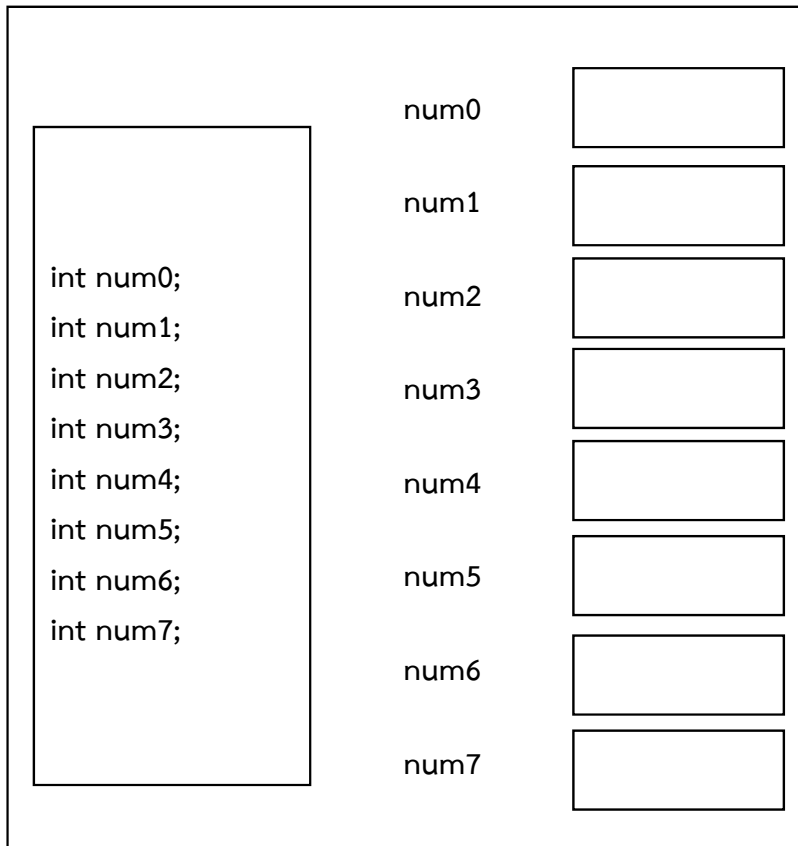 int num0;
int num1;
int num2;
int num3;
int num4;
int num5;
int num6;
int num7;
num0
num1
num2
num3
num4
num5
num6
num7